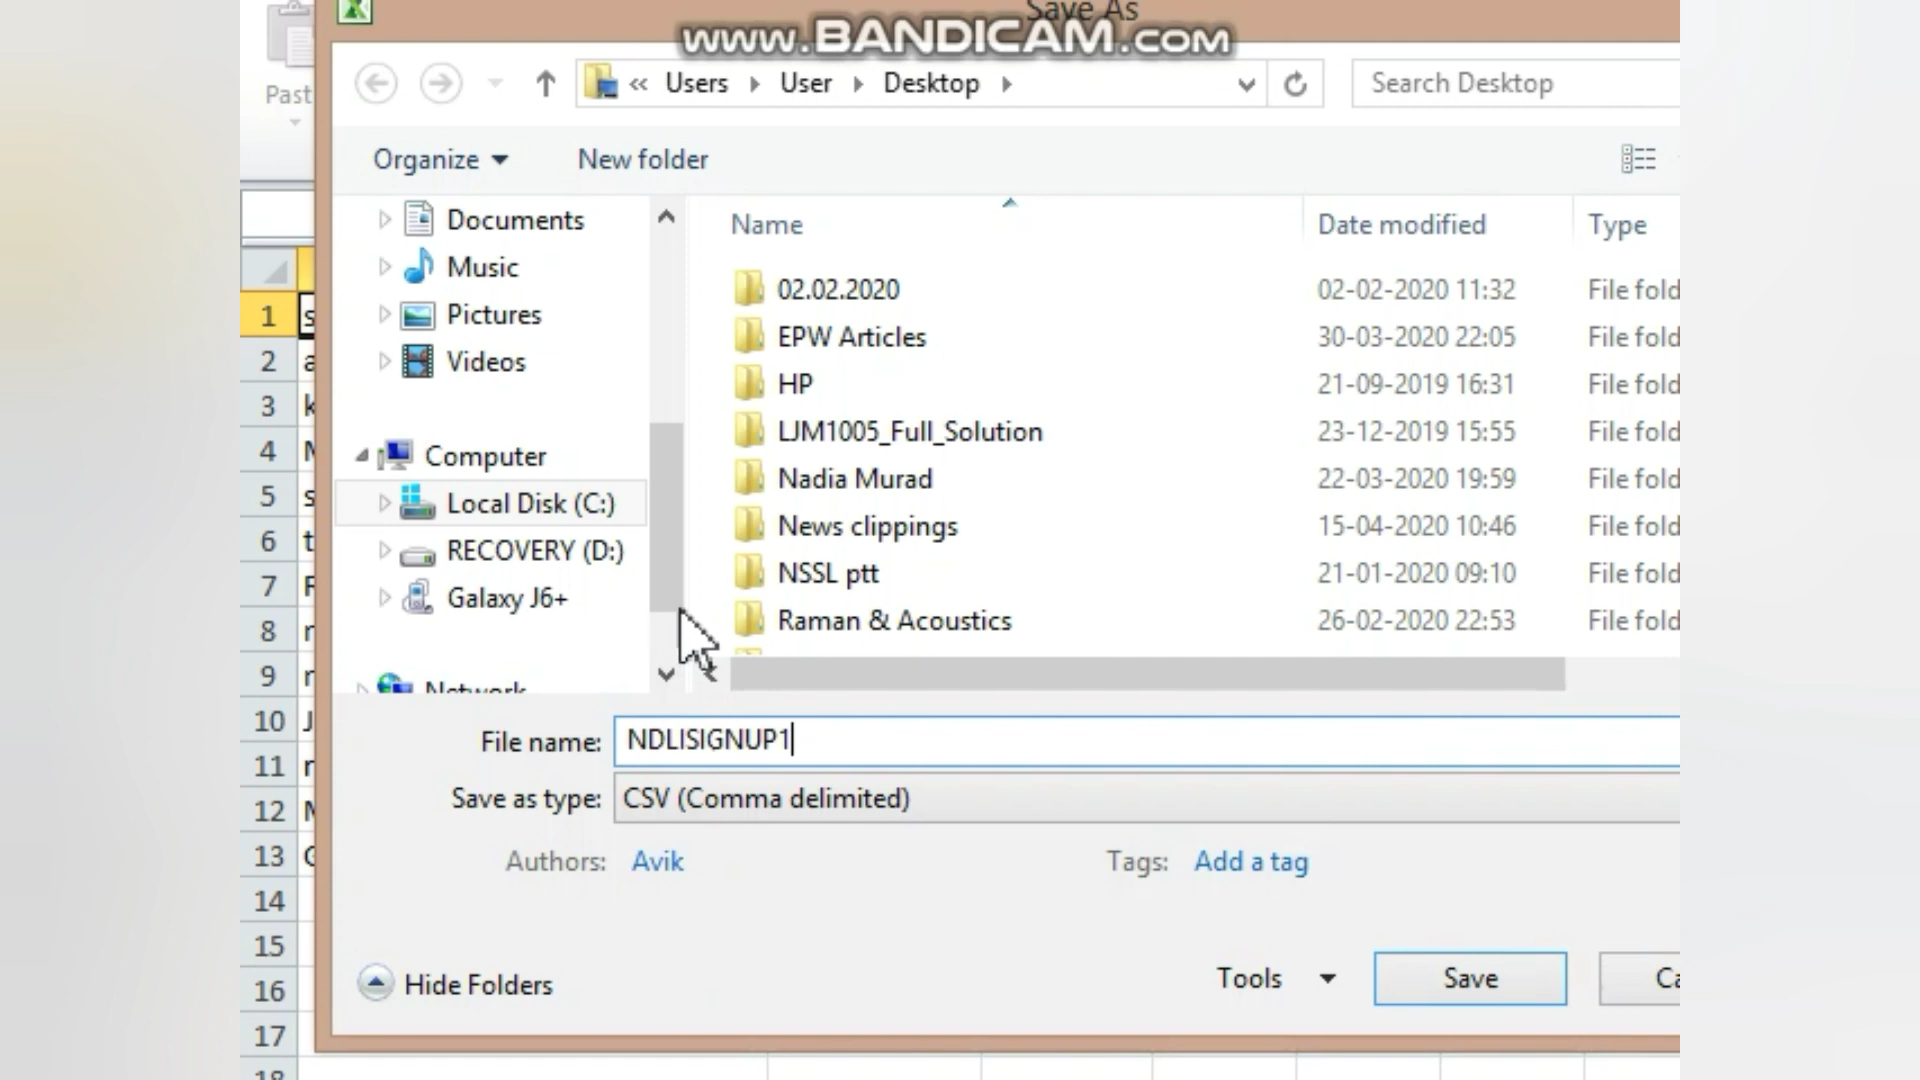 Save As
www.BANDICAM.com
Past
« Users User Desktop
Search Desktop
Organize
New folder
Documents
Music
Pictures
Videos
Computer
Local Disk (C:)
RECOVERY (D:)
Galaxy J6+
Network
Name Date modified Type
02.02.2020 02-02-2020 11:32 File fold
EPW Articles 30-03-2020 22:05 File fold
HP 21-09-2019 16:31 File fold
LJM1005_Full_Solution 23-12-2019 15:55 File fold
Nadia Murad 22-03-2020 19:59 File fold
News clippings 15-04-2020 10:46 File fold
NSSL ptt 21-01-2020 09:10 File fold
Raman & Acoustics 26-02-2020 22:53 File fold
File name: NDLISIGNUP1
Save as type: CSV (Comma delimited)
Authors: Avik
Tags: Add a tag
Hide Folders
Tools
Save
Ca
1 s
2 a
3 k
4
5 s
6 t
7
8 r
9 r
10 J
11 r
12
13
14
15
16
17
18